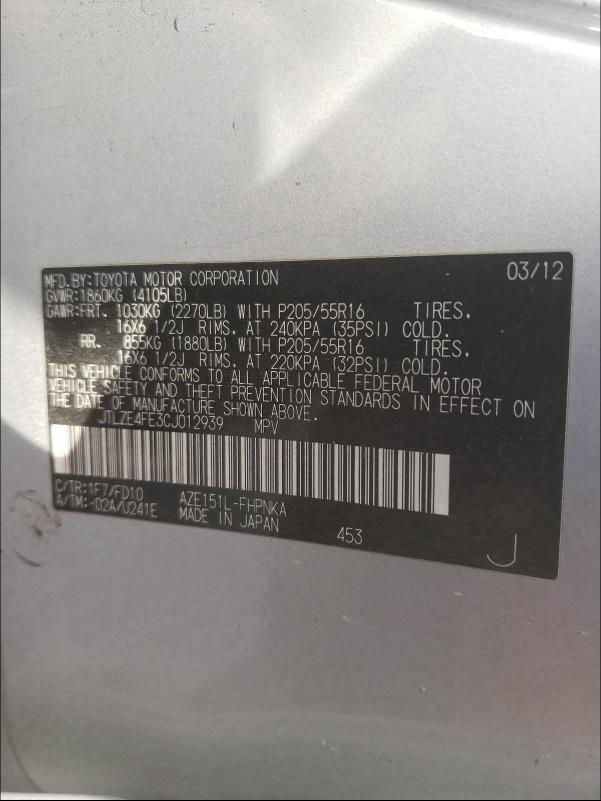 MFD.BY:TOYOTA MOTOR CORPORATION 03/12
GVWR:1860KG (4105LB)
GAWR:FRT. 1030KG (2270LB) WITH P205/55R16 TIRES,
16X6 1/2J RIMS, AT 240KPA (35PSI) COLD.
RR. 855KG (1880LB) WITH P205/55R16 TIRES,
16X6 1/2J RIMS, AT 220KPA (32PSI) COLD.
THIS VEHICLE CONFORMS TO ALL APPLICABLE FEDERAL MOTOR
VEHICLE SAFETY AND THEFT PREVENTION STANDARDS IN EFFECT ON
THE DATE OF MANUFACTURE SHOWN ABOVE.
JTLZE4FE3CJ012939 MPV
C/TR:1F7/FD10 AZE151L-FHPNKA
A/TM:-02A/U241E MADE IN JAPAN 453
J